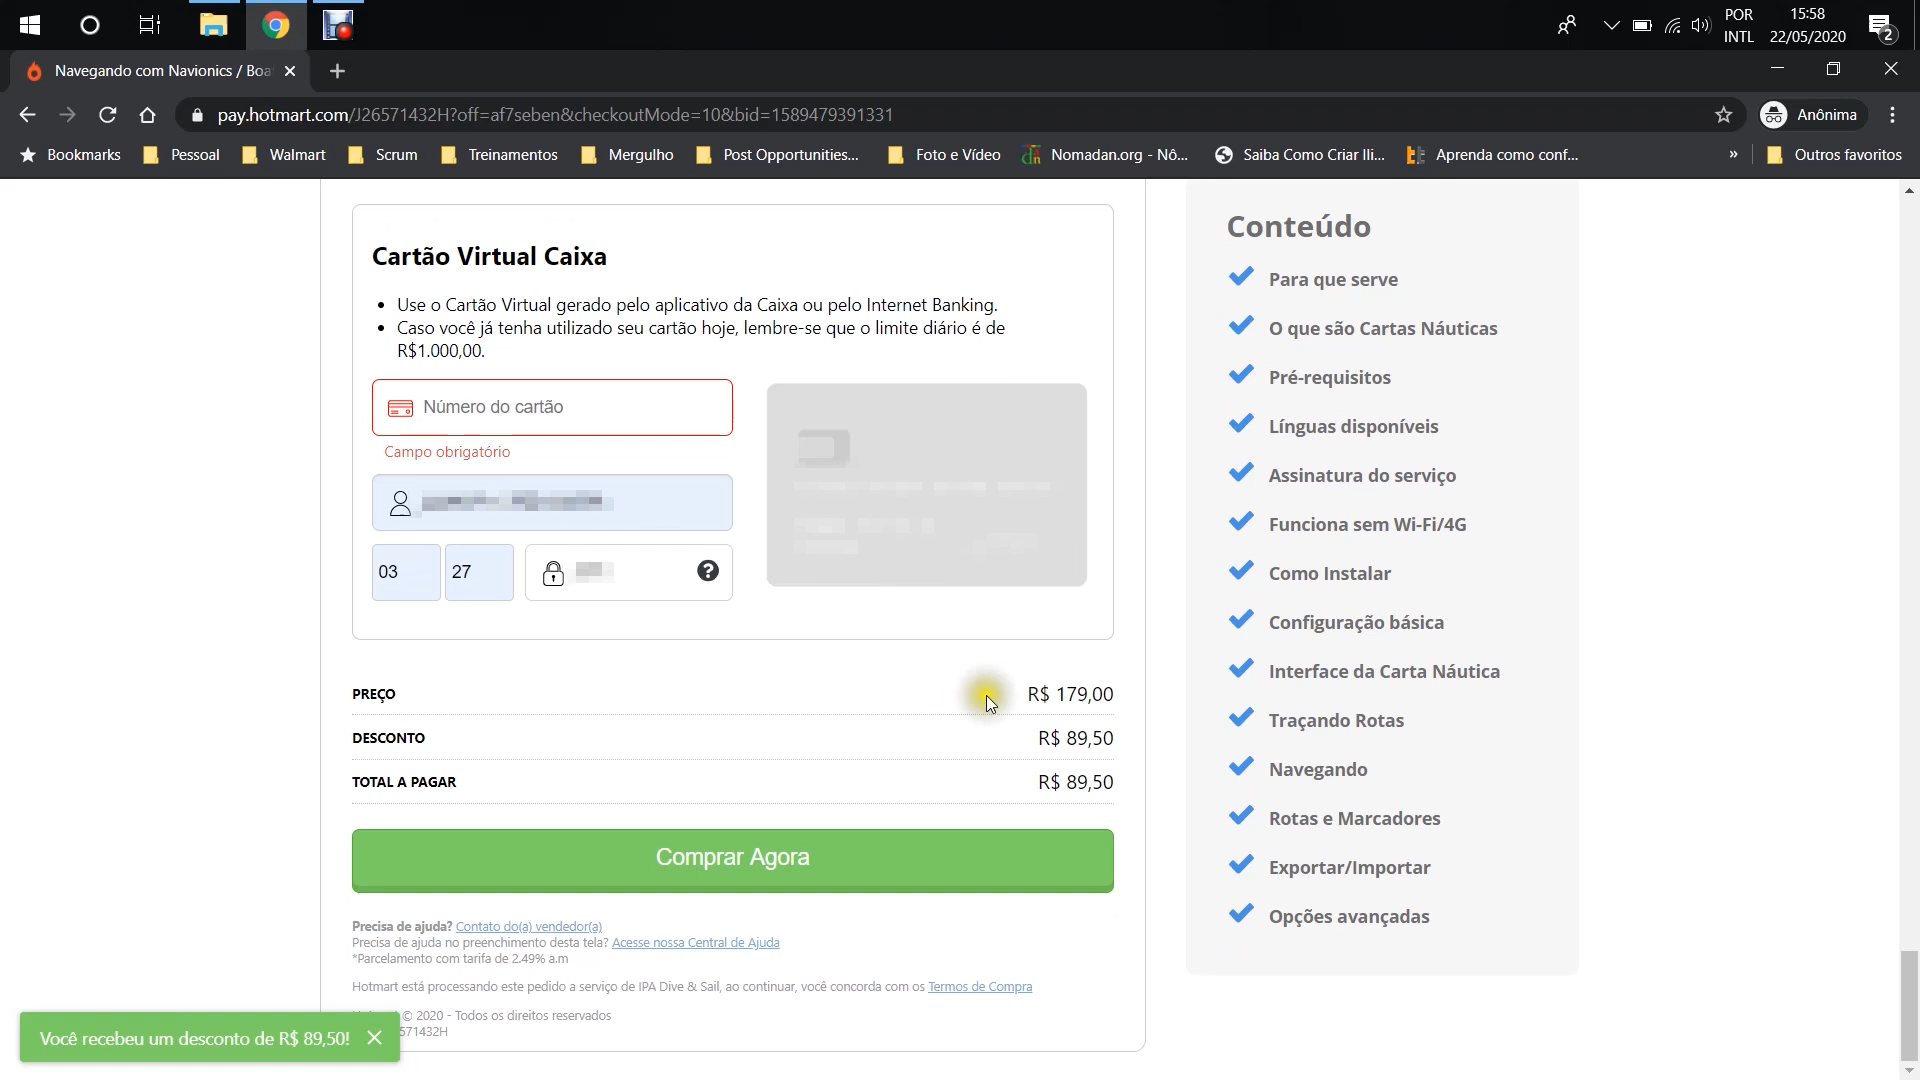 POR
INTL
15:58
22/05/2020
2
Navegando com Navionics / Boa
pay.hotmart.com/J26571432H?off=af7seben&checkoutMode=10&bid=1589479391331
Anônima
Bookmarks
Pessoal
Walmart
Scrum
Treinamentos
Mergulho
Post Opportunities...
Foto e Vídeo
Nomadan.org - Nô...
Saiba Como Criar Ili...
Aprenda como conf...
»
Outros favoritos
Cartão Virtual Caixa
• Use o Cartão Virtual gerado pelo aplicativo da Caixa ou pelo Internet Banking.
• Caso você já tenha utilizado seu cartão hoje, lembre-se que o limite diário é de
R$1.000,00.
Número do cartão
Campo obrigatório
03
27
PREÇO R$ 179,00
DESCONTO R$ 89,50
TOTAL A PAGAR R$ 89,50
Comprar Agora
Precisa de ajuda? Contato do(a) vendedor(a)
Precisa de ajuda no preenchimento desta tela? Acesse nossa Central de Ajuda
*Parcelamento com tarifa de 2.49% a.m
Hotmart está processando este pedido a serviço de IPA Dive & Sail, ao continuar, você concorda com os Termos de Compra
© 2020 - Todos os direitos reservados
571432H
Você recebeu um desconto de R$ 89,50!
Conteúdo
Para que serve
O que são Cartas Náuticas
Pré-requisitos
Línguas disponíveis
Assinatura do serviço
Funciona sem Wi-Fi/4G
Como Instalar
Configuração básica
Interface da Carta Náutica
Traçando Rotas
Navegando
Rotas e Marcadores
Exportar/Importar
Opções avançadas